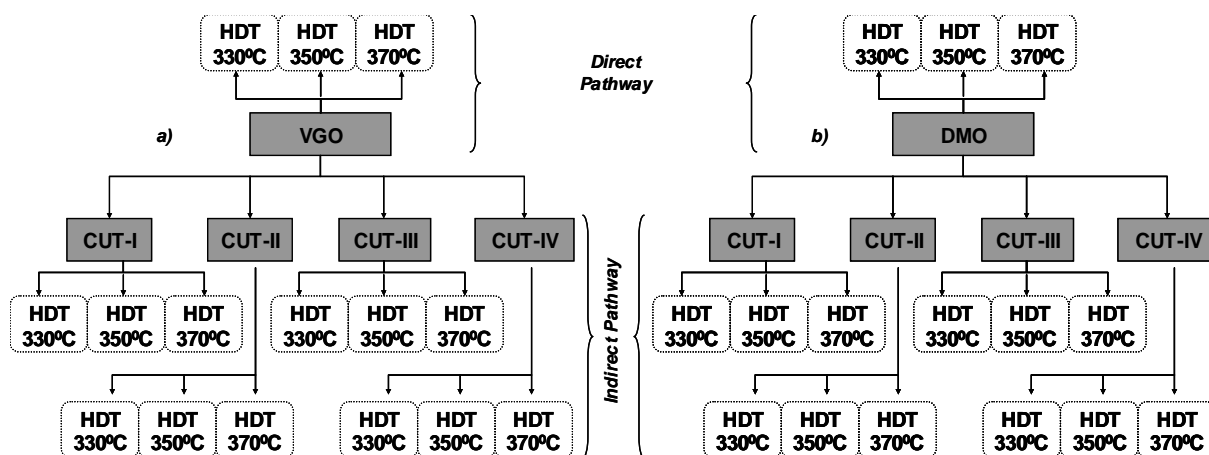 HDT 330ºC
HDT 350ºC
HDT 370ºC
HDT 330ºC
HDT 350ºC
HDT 370ºC
Direct
Pathway
a)
VGO
b)
DMO
CUT-I
CUT-II
CUT-III
CUT-IV
CUT-I
CUT-II
CUT-III
CUT-IV
Indirect Pathway
HDT 330ºC
HDT 350ºC
HDT 370ºC
HDT 330ºC
HDT 350ºC
HDT 370ºC
HDT 330ºC
HDT 350ºC
HDT 370ºC
HDT 330ºC
HDT 350ºC
HDT 370ºC
HDT 330ºC
HDT 350ºC
HDT 370ºC
HDT 330ºC
HDT 350ºC
HDT 370ºC
HDT 330ºC
HDT 350ºC
HDT 370ºC
HDT 330ºC
HDT 350ºC
HDT 370ºC